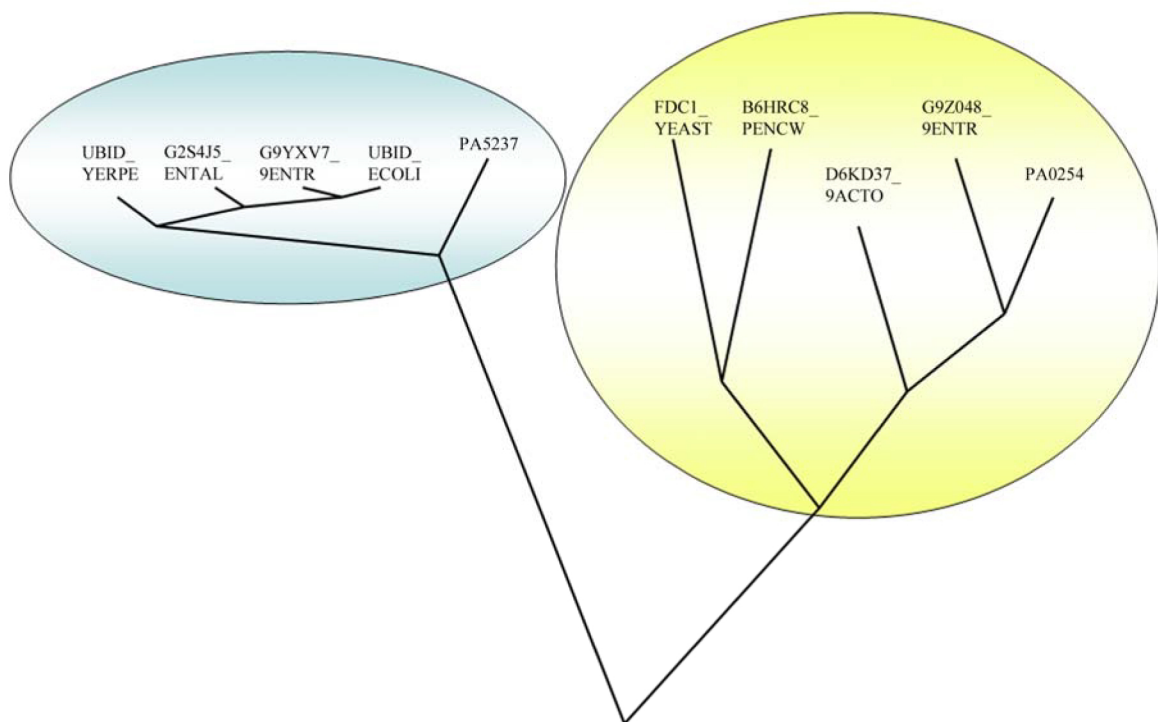 UBID_
YERPE
G2S4J5_
ENTAL
G9YXV7_
9ENTR
UBID_
ECOLI
PA5237
FDC1_
YEAST
B6HRC8_
PENCW
D6KD37_
9ACTO
G9Z048_
9ENTR
PA0254